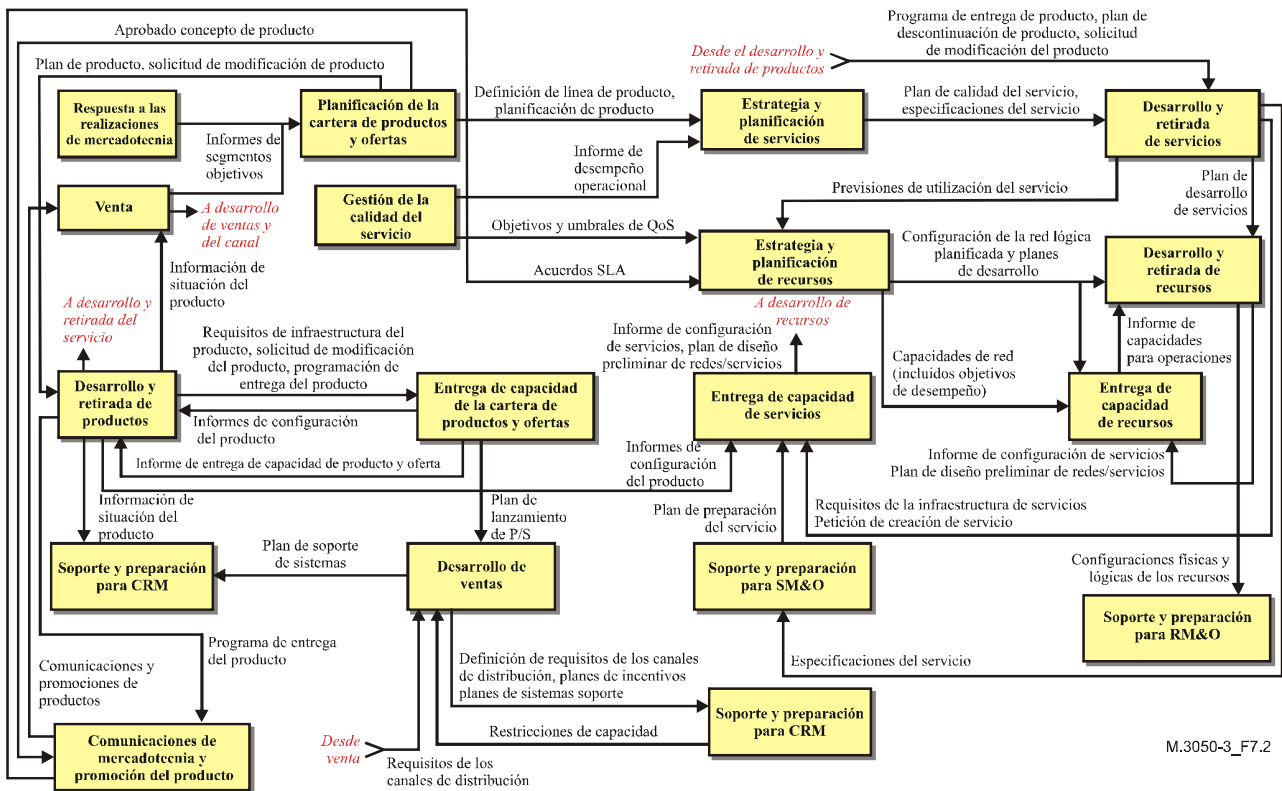 Aprobado concepto de producto
Plan de producto, solicitud de modificación de producto
Programa de entrega de producto, plan de
descontinuación de producto, solicitud
de modificación del producto
Desde el desarrollo y
retirada de productos
Respuesta a las
realizaciones
de mercadotecnia
Informes de
segmentos
objetivos
Planificación de la
cartera de productos
y ofertas
Definición de línea de producto,
planificación de producto
Estrategia y
planificación
de servicios
Plan de calidad del servicio,
especificaciones del servicio
Desarrollo y
retirada
de servicios
Informe de
desempeño
operacional
Venta
A desarrollo
de ventas y
del canal
Gestión de la
calidad del
servicio
Previsiones de utilización del servicio
Plan de
desarrollo
de servicios
Objetivos y umbrales de QoS
Acuerdos SLA
Estrategia y
planificación
de recursos
Configuración de la red lógica
planificada y planes
de desarrollo
Desarrollo y
retirada de
recursos
Información de
situación del
producto
A desarrollo y
retirada del
servicio
A desarrollo de
recursos
Requisitos de infraestructura del
producto, solicitud de modificación
del producto, programación de
entrega del producto
Informe de configuración
de servicios, plan de diseño
preliminar de redes/servicios
Capacidades de red
(incluidos objetivos
de desempeño)
Informe de
capacidades
para operaciones
Desarrollo y
retirada de
productos
Entrega de capacidad
de la cartera de
productos y ofertas
Entrega de capacidad
de servicios
Entrega de
capacidad
de recursos
Informes de configuración
del producto
Informe de entrega de capacidad de producto y oferta
Informes de
configuración
del producto
Informe de configuración de servicios
Plan de diseño preliminar de redes/servicios
Información de
situación del
producto
Plan de
lanzamiento
de P/S
Plan de preparación
del servicio
Requisitos de la infraestructura de servicios
Petición de creación de servicio
Soporte y preparación
para CRM
Plan de soporte
de sistemas
Desarrollo de
ventas
Soporte y preparación
para SM&O
Configuraciones físicas y
lógicas de los recursos
Soporte y preparación
para RM&O
Programa de entrega
del producto
Comunicaciones y
promociones de
productos
Definición de requisitos de los canales
de distribución, planes de incentivos
planes de sistemas soporte
Especificaciones del servicio
Soporte y preparación
para CRM
Restricciones de capacidad
Comunicaciones de
mercadotecnia y
promoción del producto
Desde
venta
Requisitos de los
canales de distribución
M.3050-3_F7.2